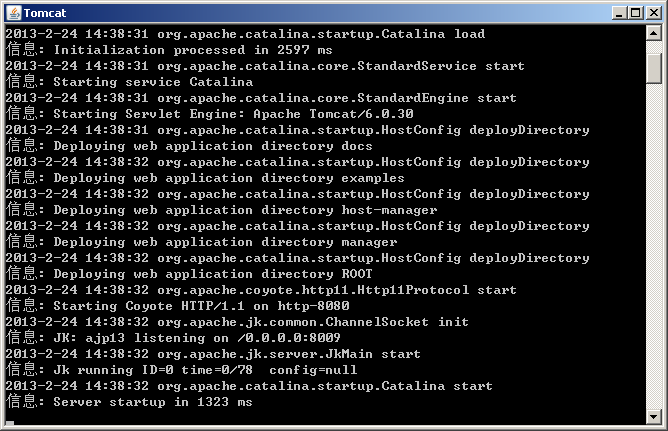 Tomcat
2013-2-24 14:38:31 org.apache.catalina.startup.Catalina load
信息: Initialization processed in 2597 ms
2013-2-24 14:38:31 org.apache.catalina.core.StandardService start
信息: Starting service Catalina
2013-2-24 14:38:31 org.apache.catalina.core.StandardEngine start
信息: Starting Servlet Engine: Apache Tomcat/6.0.30
2013-2-24 14:38:31 org.apache.catalina.startup.HostConfig deployDirectory
信息: Deploying web application directory docs
2013-2-24 14:38:32 org.apache.catalina.startup.HostConfig deployDirectory
信息: Deploying web application directory examples
2013-2-24 14:38:32 org.apache.catalina.startup.HostConfig deployDirectory
信息: Deploying web application directory host-manager
2013-2-24 14:38:32 org.apache.catalina.startup.HostConfig deployDirectory
信息: Deploying web application directory manager
2013-2-24 14:38:32 org.apache.catalina.startup.HostConfig deployDirectory
信息: Deploying web application directory ROOT
2013-2-24 14:38:32 org.apache.coyote.http11.Http11Protocol start
信息: Starting Coyote HTTP/1.1 on http-8080
2013-2-24 14:38:32 org.apache.jk.common.ChannelSocket init
信息: JK: ajp13 listening on /0.0.0.0:8009
2013-2-24 14:38:32 org.apache.jk.server.JkMain start
信息: Jk running ID=0 time=0/78  config=null
2013-2-24 14:38:32 org.apache.catalina.startup.Catalina start
信息: Server startup in 1323 ms